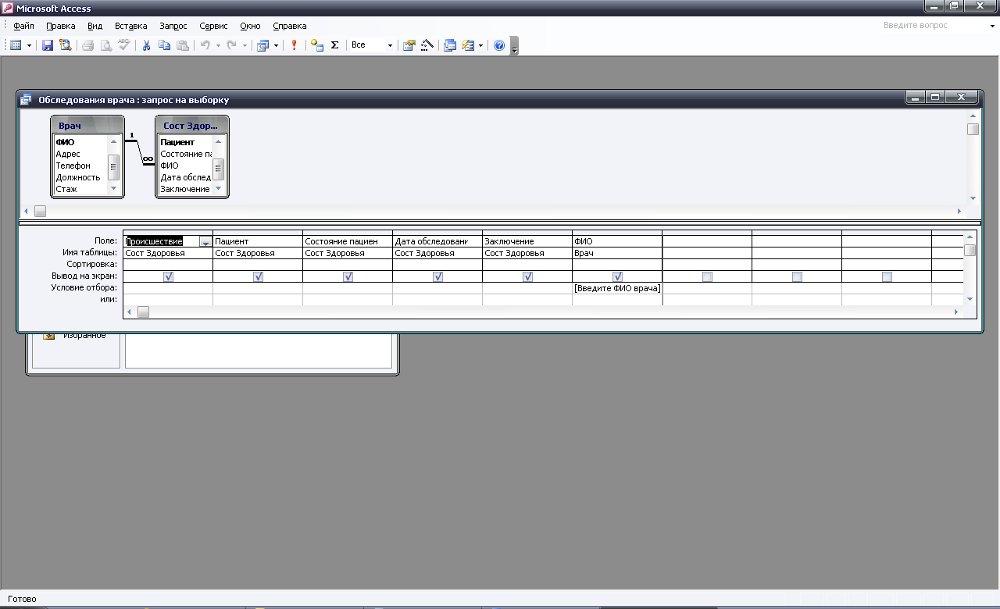 Microsoft Access
Файл Правка Вид Вставка Запрос Сервис Окно Справка Введите вопрос
ABC Все
Обследования врача : запрос на выборку
Врач
ФИО
Адрес
Телефон
Должность
Стаж
1 ∞
Сост Здор...
Пациент
Состояние па
ФИО
Дата обслед
Заключение
Поле: Происшествие Пациент Состояние пациен Дата обследовани Заключение ФИО
Имя таблицы: Сост Здоровья Сост Здоровья Сост Здоровья Сост Здоровья Сост Здоровья Врач
Сортировка:
Вывод на экран:
Условие отбора: [Введите ФИО врача]
или:
Избранное
Готово